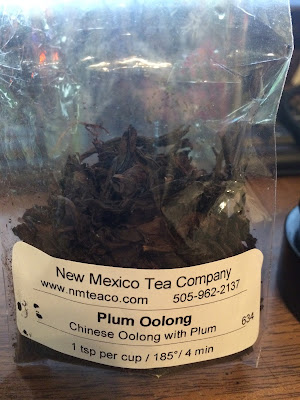 New Mexico Tea Company
www.nmteaco.com 505-962-2137
Plum Oolong 634
Chinese Oolong with Plum
1 tsp per cup / 185°/ 4 min